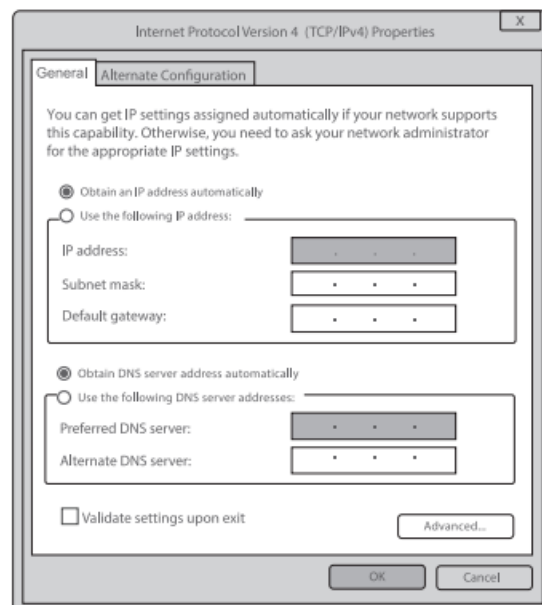 Internet Protocol Version 4 (TCP/IPv4) Properties
X
General
Alternate Configuration
You can get IP settings assigned automatically if your network supports
this capability. Otherwise, you need to ask your network administrator
for the appropriate IP settings.
Obtain an IP address automatically
Use the following IP address:
IP address:
Subnet mask:
Default gateway:
Obtain DNS server address automatically
Use the following DNS server addresses:
Preferred DNS server:
Alternate DNS server:
Validate settings upon exit
Advanced...
OK
Cancel